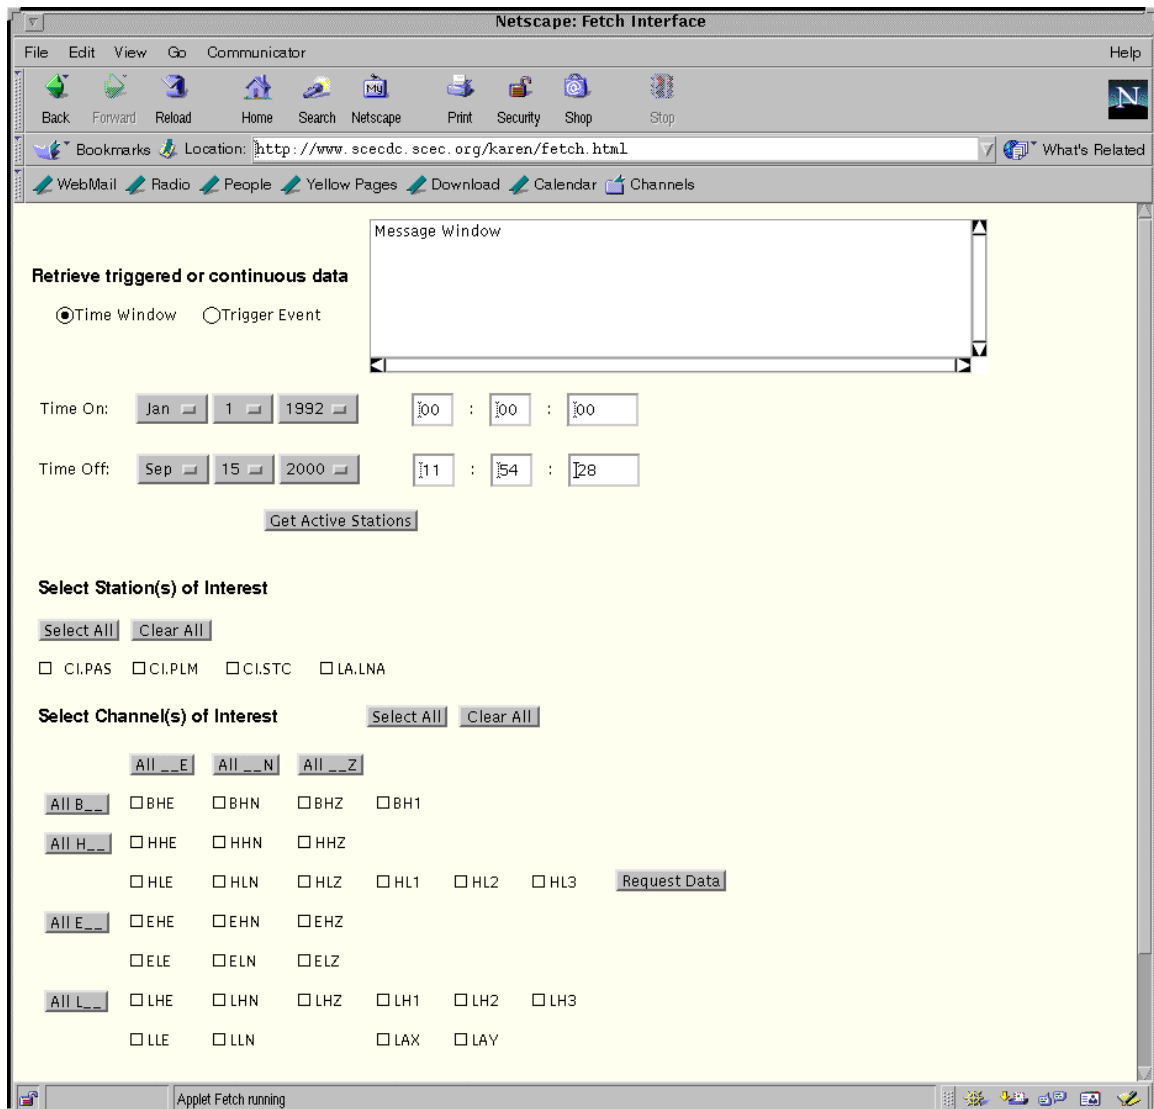 Netscape: Fetch Interface
File Edit View Go Communicator Help
My N
Back Forward Reload Home Search Netscape Print Security Shop Stop
Bookmarks Location: http://www.scecdc.scec.org/karen/fetch.html What's Related
WebMail Radio People Yellow Pages Download Calendar Channels
Message Window
Retrieve triggered or continuous data
Time Window Trigger Event
Time On: Jan 1 1992 00 : 00 : 00
Time Off: Sep 15 2000 11 : 54 : 28
Get Active Stations
Select Station(s) of Interest
Select All Clear All
CI.PAS CI.PLM CI.STC LA.LNA
Select Channel(s) of Interest Select All Clear All
All __E All __N All __Z
All B__ BHE BHN BHZ BH1
All H__ HHE HHN HHZ
HLE HLN HLZ HL1 HL2 HL3 Request Data
All E__ EHE EHN EHZ
ELE ELN ELZ
All L__ LHE LHN LHZ LH1 LH2 LH3
LLE LLN LAX LAY
Applet Fetch running